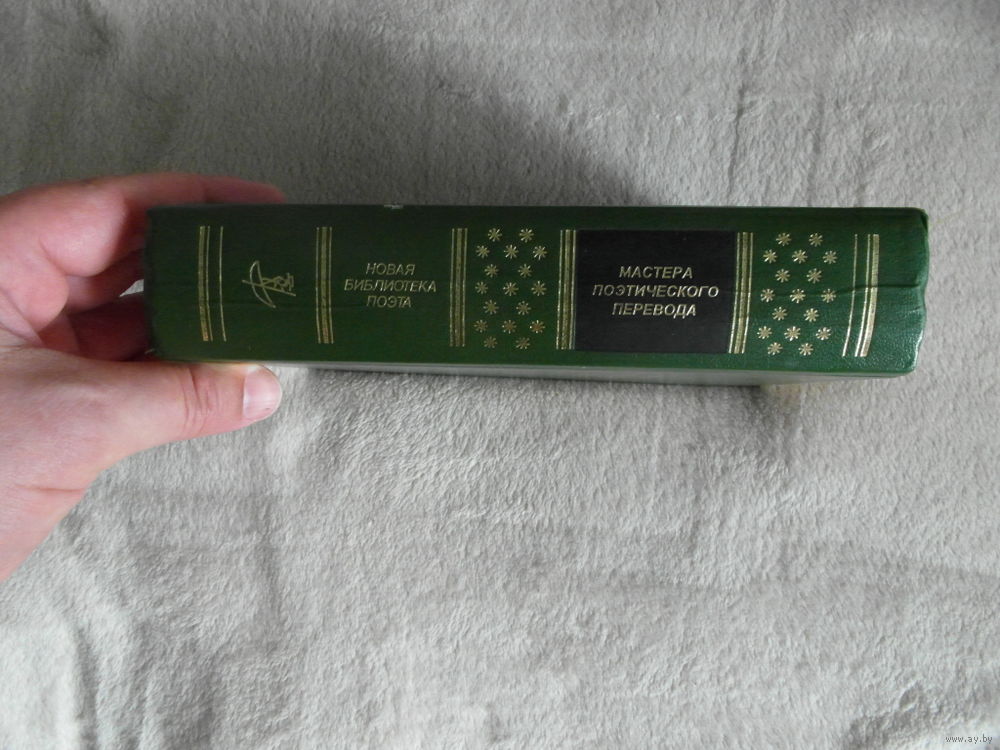 НОВАЯ
БИБЛИОТЕКА
ПОЭТА
МАСТЕРА
ПОЭТИЧЕСКОГО
ПЕРЕВОДА
www.ay.by